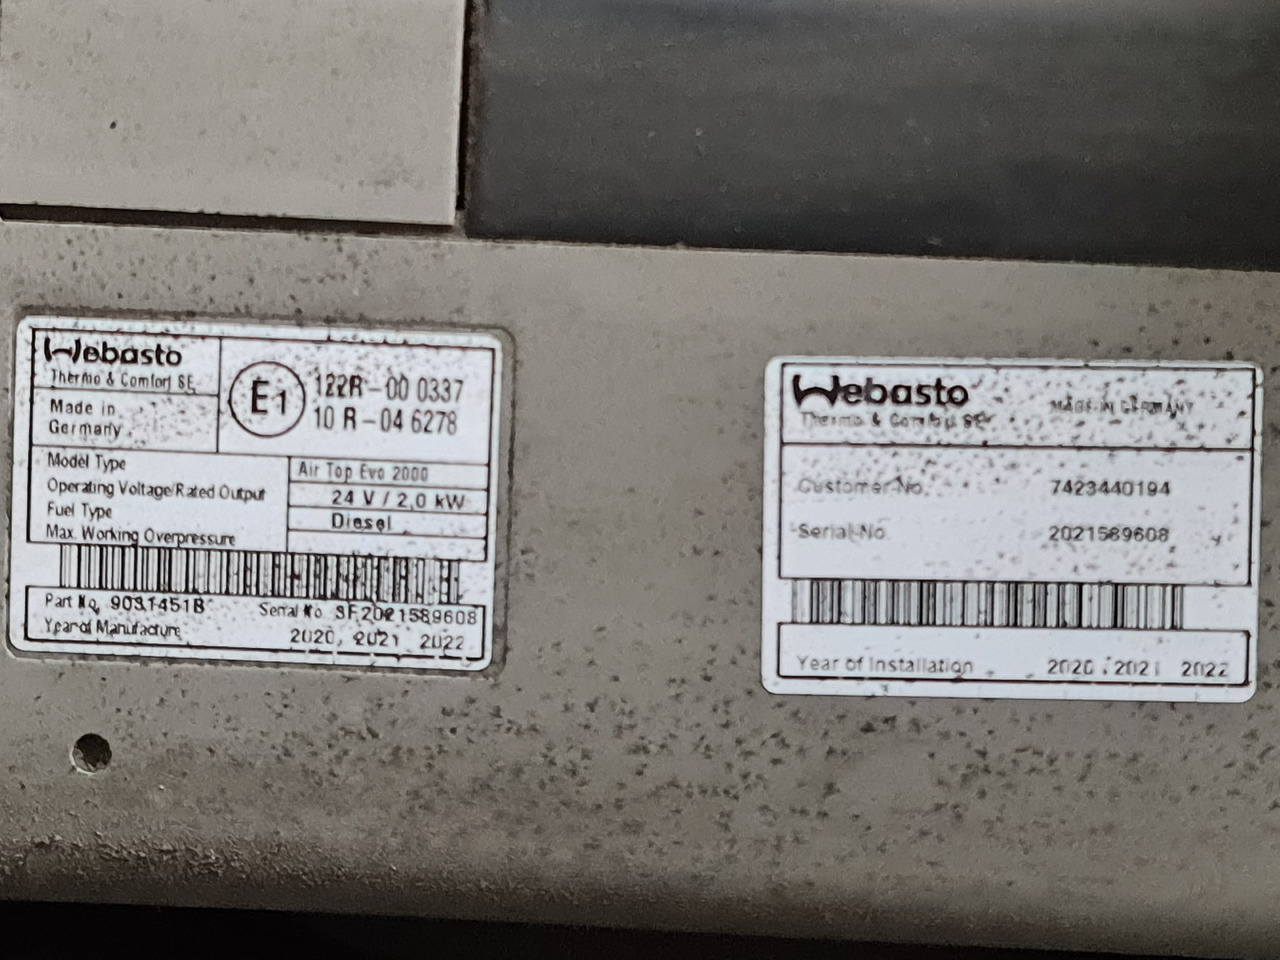 Webasto
Thermo & Comfort SE
Made in
Germany
E1
122R-00 0337
10 R-04 6278
Model Type
Air Top Evo 2000
Operating Voltage/Rated Output
24 V / 2,0 kW
Fuel Type
Diesel
Max. Working Overpressure
Part No. 9031451B Serial No. SF2021589608
Year of Manufacture 2020 2021 2022
Webasto
Thermo & Comfort SE
MADE IN GERMANY
Customer-No. 7423440194
Serial-No. 2021589608
Year of Installation 2020 2021 2022